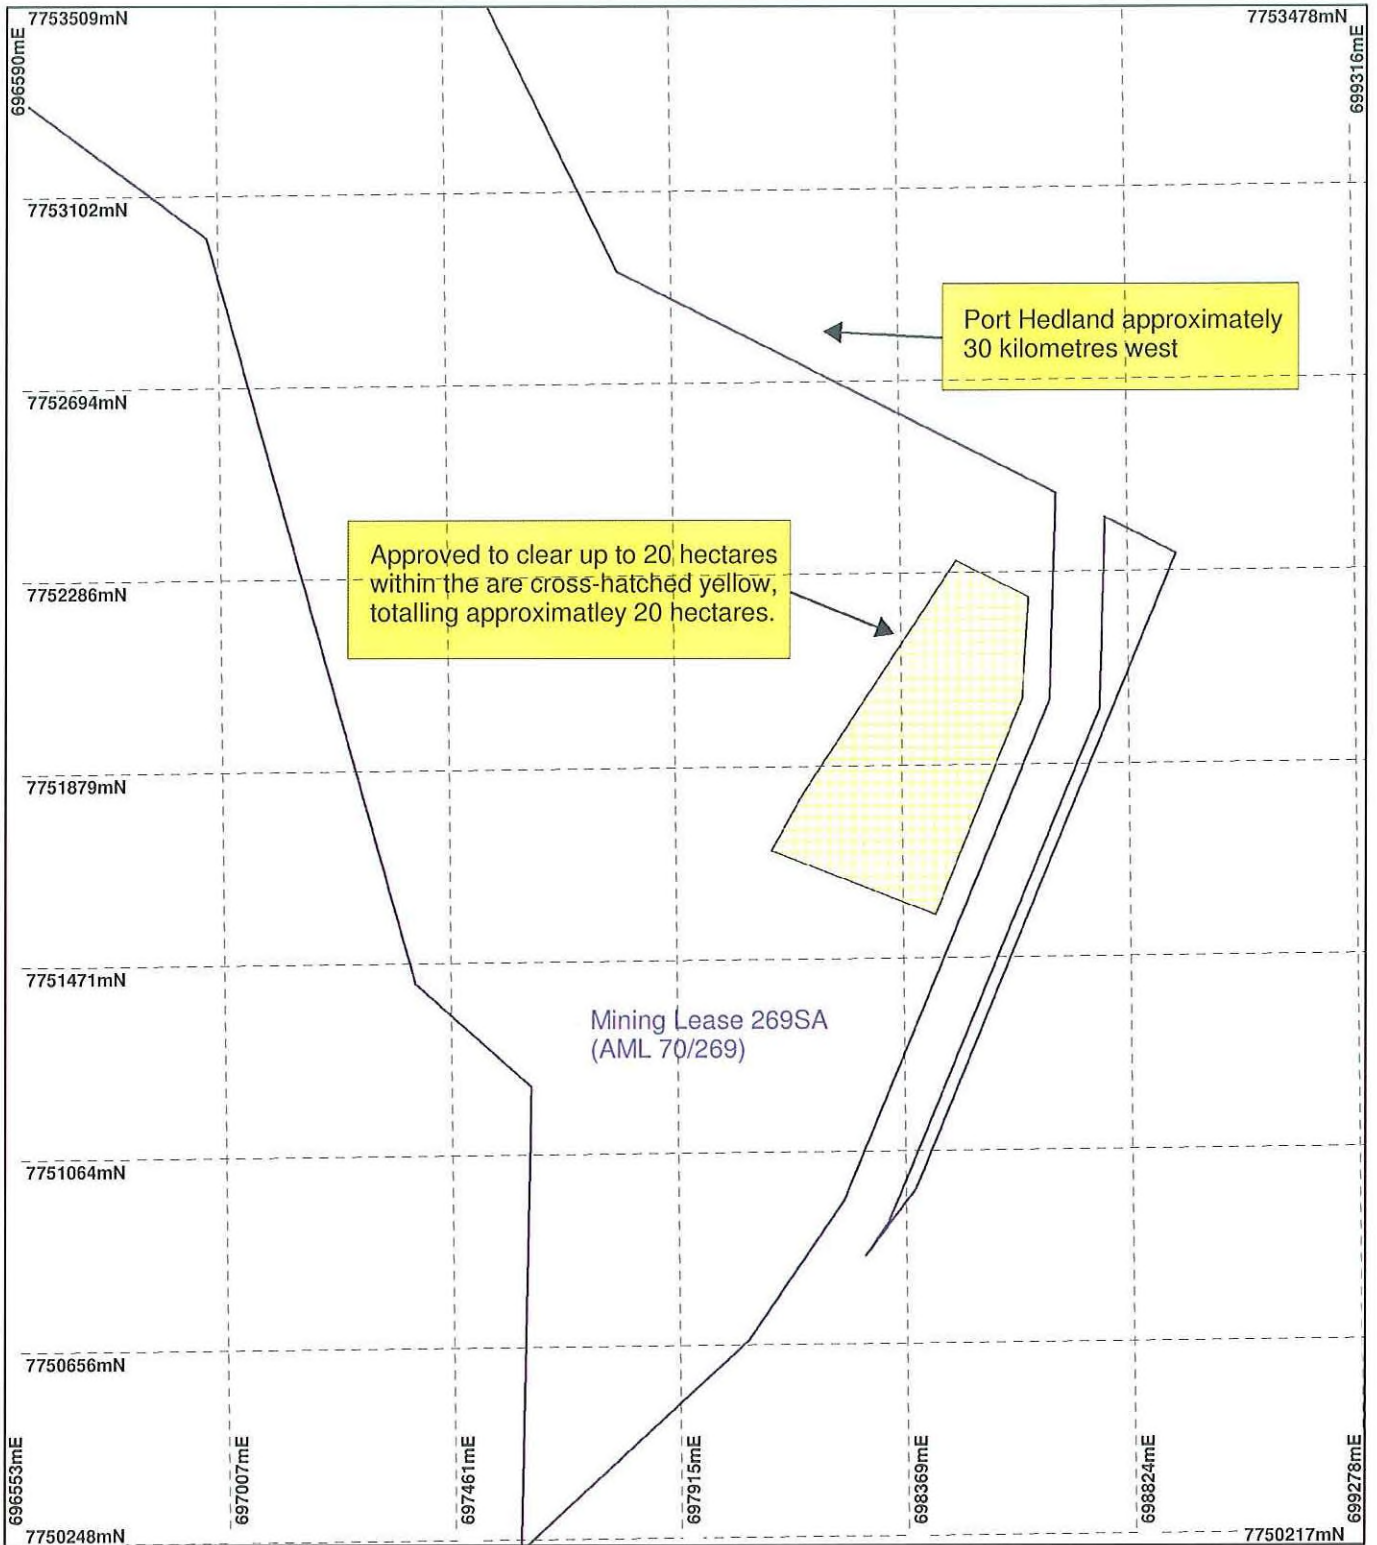 7753509mN
7753478mN
696590mE
699316mE
7753102mN
Port Hedland approximately
30 kilometres west
7752694mN
Approved to clear up to 20 hectares
within the are cross-hatched yellow,
totalling approximatley 20 hectares.
7752286mN
7751879mN
7751471mN
Mining Lease 269SA
(AML 70/269)
7751064mN
7750656mN
696553mE
697007mE
697461mE
697915mE
698369mE
698824mE
699278mE
7750248mN
7750217mN